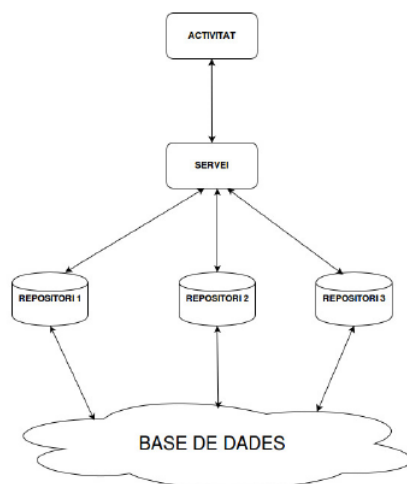 ACTIVITAT
SERVEI
REPOSITORI 1
REPOSITORI 2
REPOSITORI 3
BASE DE DADES